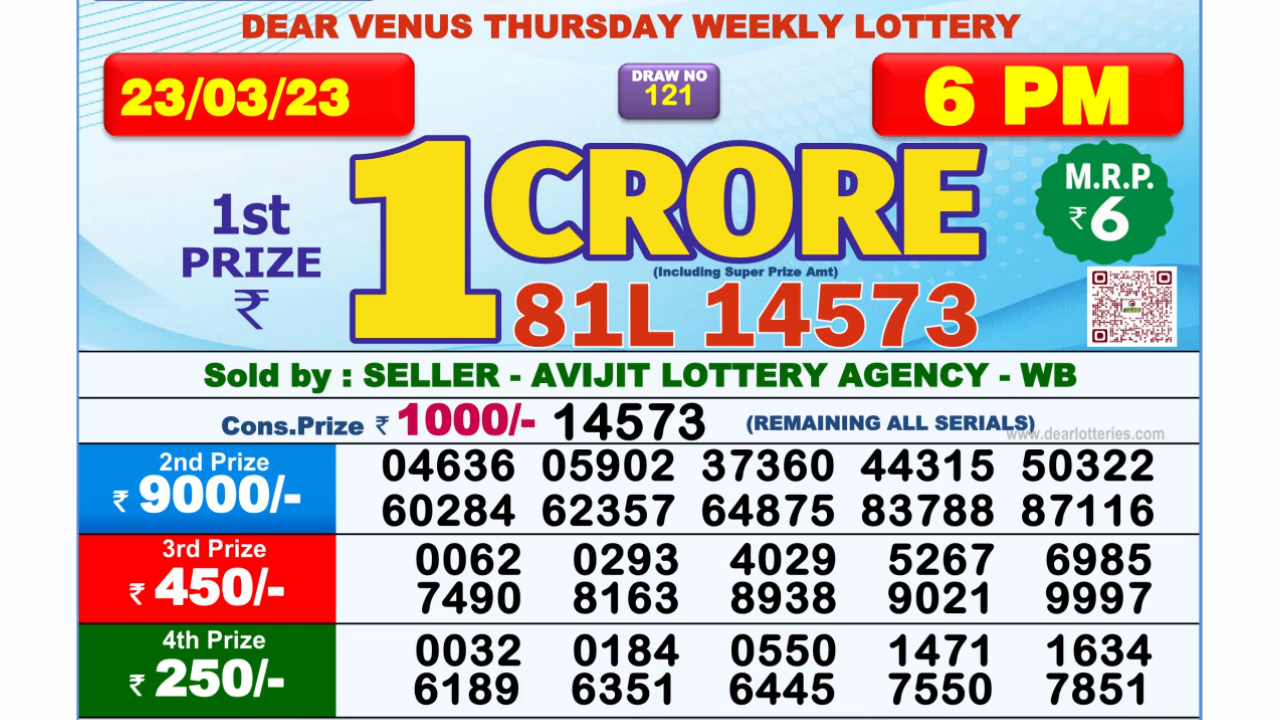 DEAR VENUS THURSDAY WEEKLY LOTTERY
23/03/23
DRAW NO
121
6 PM
1st
PRIZE
₹
1 CRORE
(Including Super Prize Amt)
81L 14573
M.R.P.
₹6
Sold by : SELLER - AVIJIT LOTTERY AGENCY - WB
Cons.Prize ₹ 1000/- 14573 (REMAINING ALL SERIALS)
www.dearlotteries.com
2nd Prize
₹ 9000/-
04636 05902 37360 44315 50322
60284 62357 64875 83788 87116
3rd Prize
₹ 450/-
0062 0293 4029 5267 6985
7490 8163 8938 9021 9997
4th Prize
₹ 250/-
0032 0184 0550 1471 1634
6189 6351 6445 7550 7851